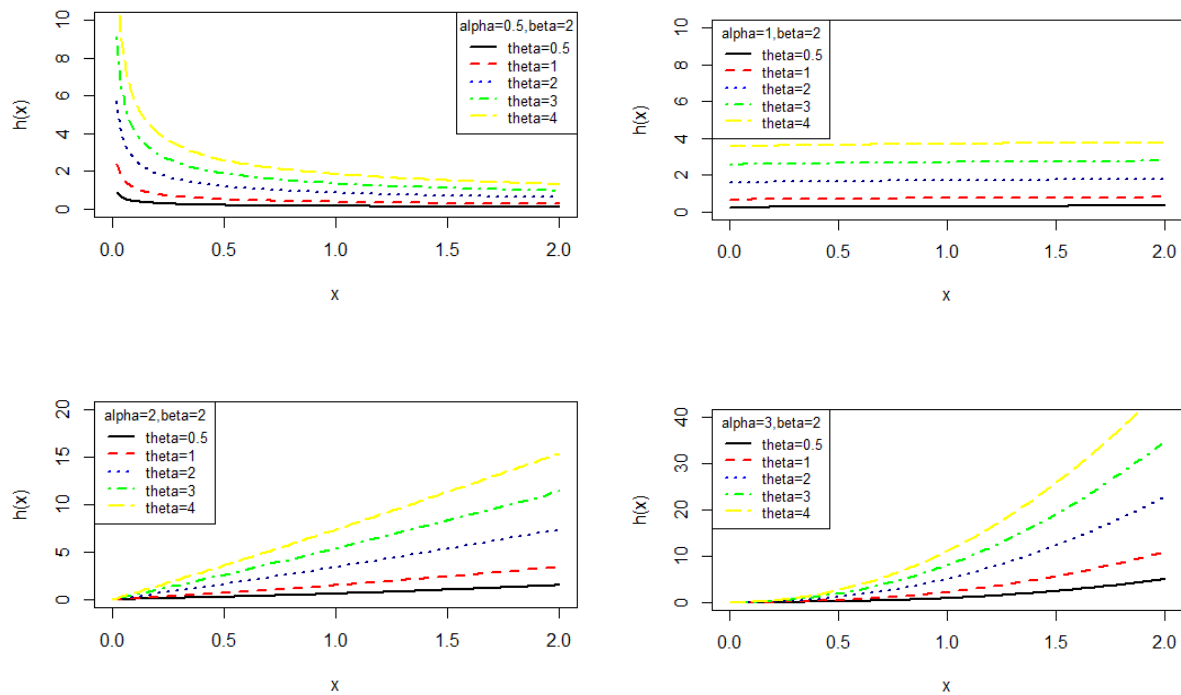 alpha=0.5,beta=2
theta=0.5
theta=1
theta=2
theta=3
theta=4
h(x)
10
8
6
4
2
0
0.0 0.5 1.0 1.5 2.0
x
alpha=1,beta=2
theta=0.5
theta=1
theta=2
theta=3
theta=4
h(x)
10
8
6
4
2
0
0.0 0.5 1.0 1.5 2.0
x
alpha=2,beta=2
theta=0.5
theta=1
theta=2
theta=3
theta=4
h(x)
20
15
10
5
0
0.0 0.5 1.0 1.5 2.0
x
alpha=3,beta=2
theta=0.5
theta=1
theta=2
theta=3
theta=4
h(x)
40
30
20
10
0
0.0 0.5 1.0 1.5 2.0
x